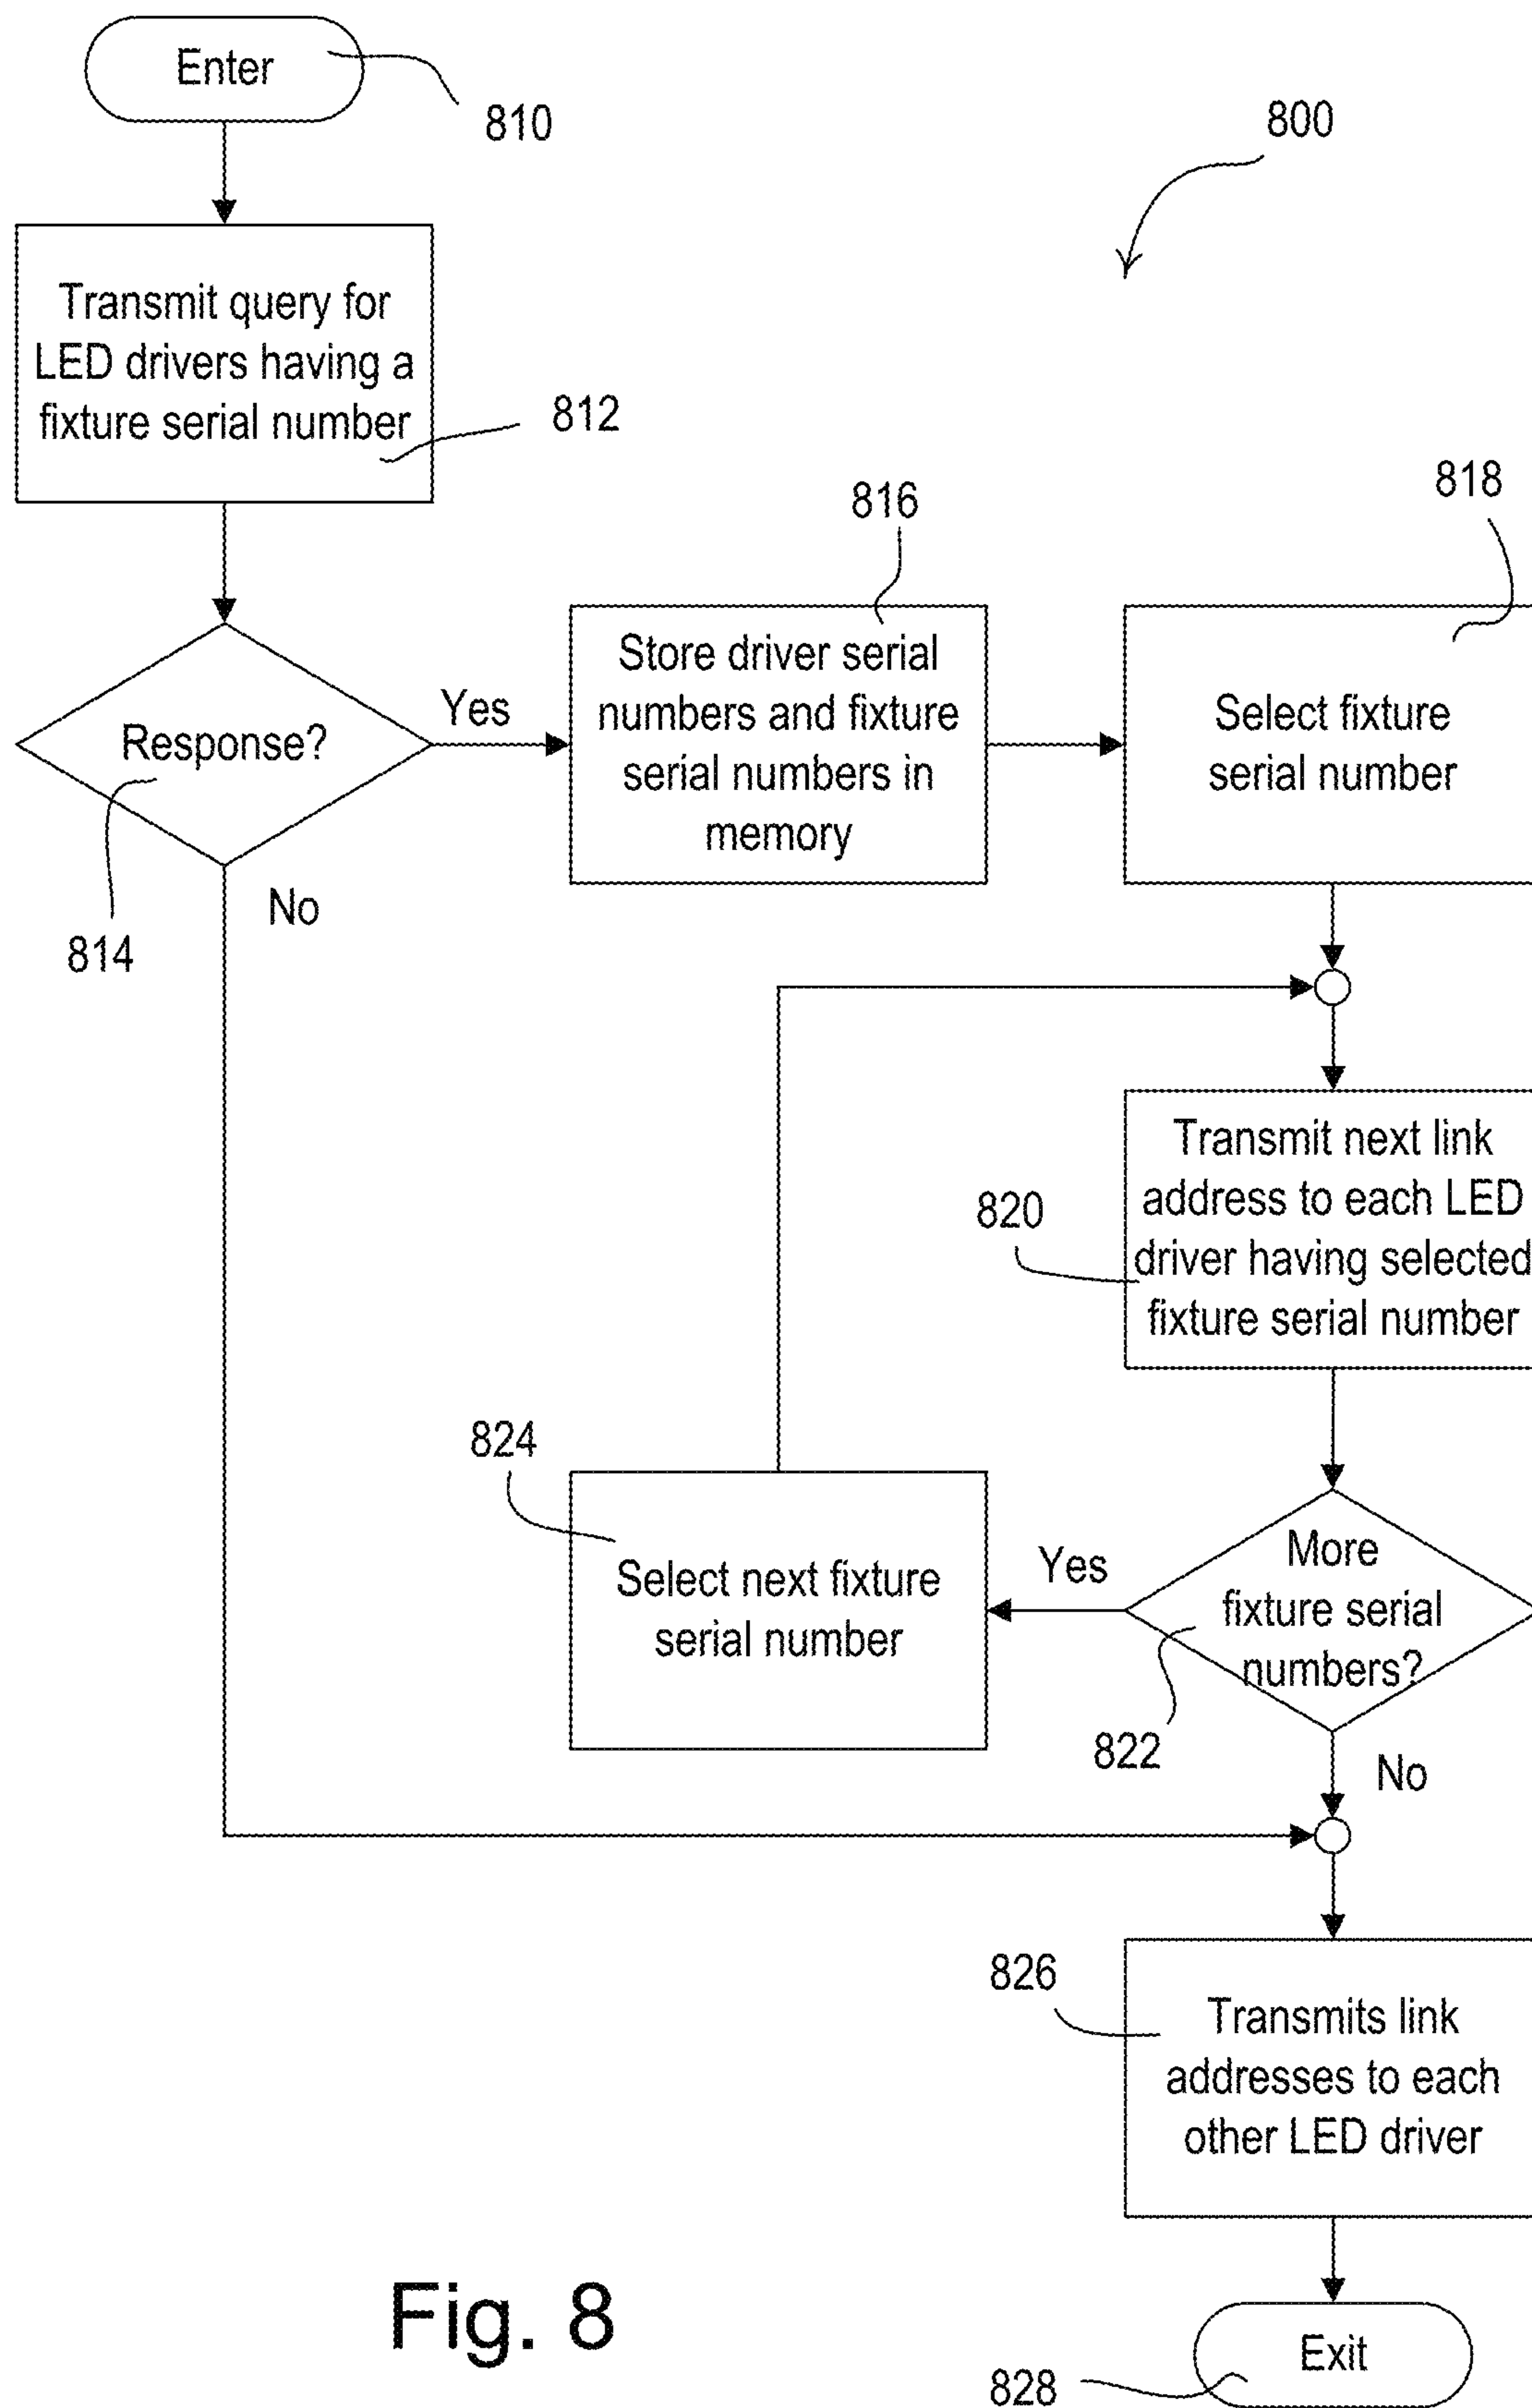 Enter
810
800
Transmit query for
LED drivers having a
fixture serial number
812
816
818
Response?
Yes
Store driver serial
numbers and fixture
serial numbers in
memory
Select fixture
serial number
814
No
820
Transmit next link
address to each LED
driver having selected
fixture serial number
824
Select next fixture
serial number
Yes
More
fixture serial
numbers?
822
No
826
Transmits link
addresses to each
other LED driver
Fig. 8
Exit
828